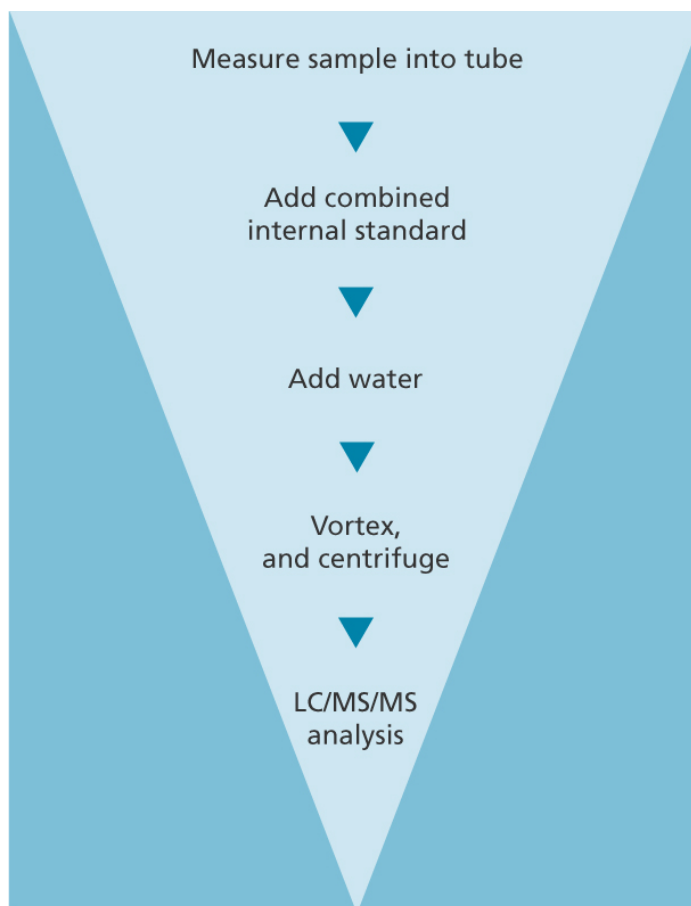 Measure sample into tube
Add combined
internal standard
Add water
Vortex,
and centrifuge
LC/MS/MS
analysis